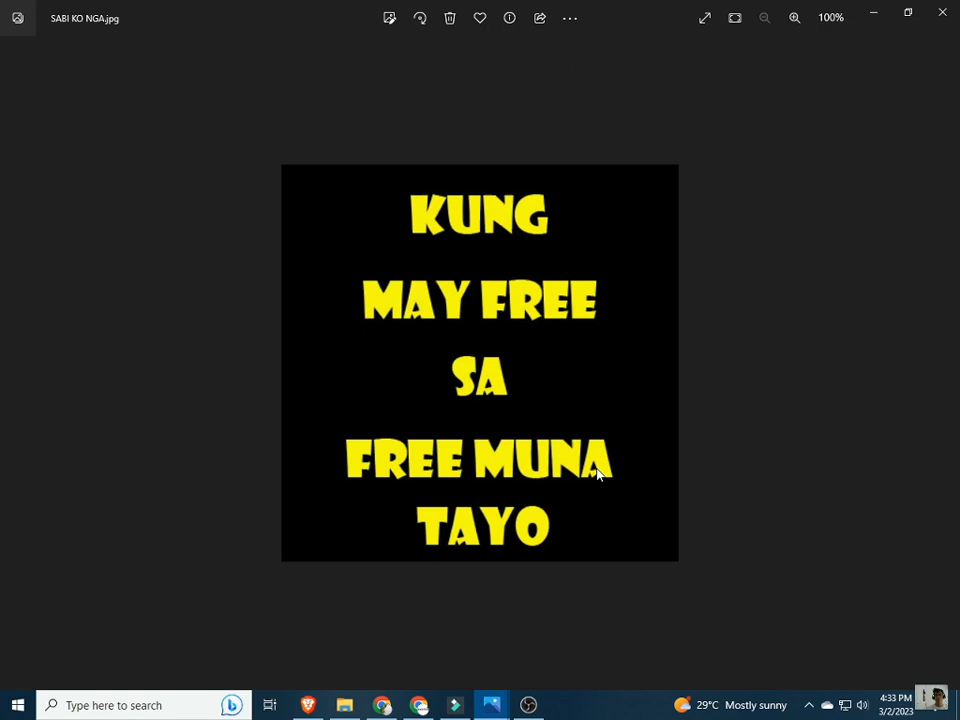 SABI KO NGA.jpg
100%
KUNG
MAY FREE
SA
FREE MUNA
TAYO
Type here to search
29°C Mostly sunny
4:33 PM
3/2/2023